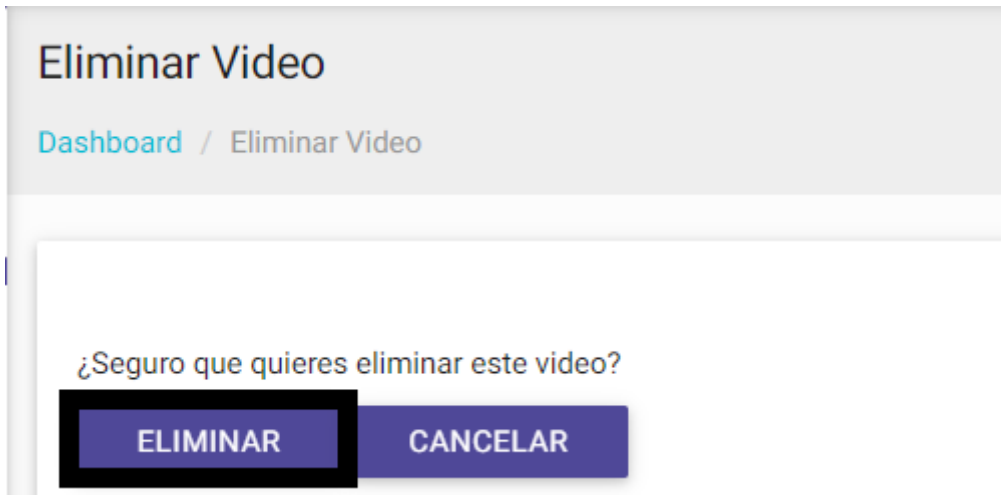 Eliminar Video
Dashboard / Eliminar Video
¿Seguro que quieres eliminar este video?
ELIMINAR CANCELAR